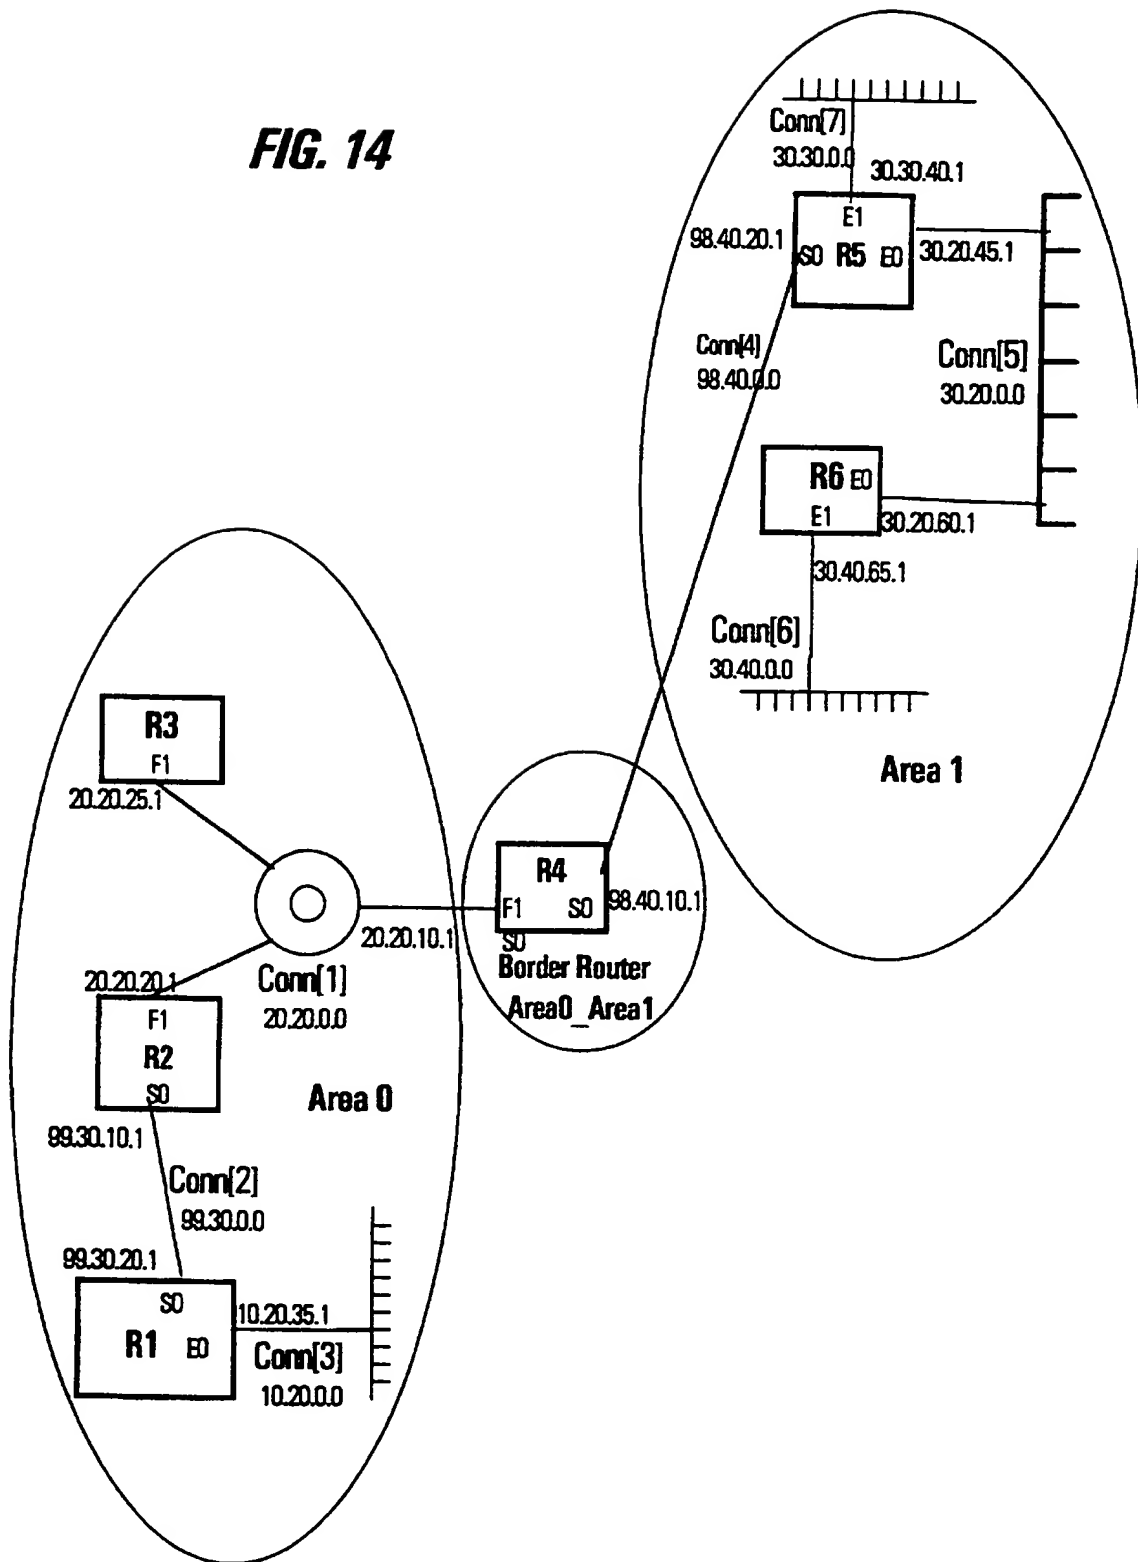 FIG. 14
Conn[7]
30.30.0.0
30.30.40.1
E1
98.40.20.1
S0 R5 E0
30.20.45.1
Conn[4]
98.40.0.0
Conn[5]
30.20.0.0
R6 E0
E1
30.20.60.1
30.40.65.1
Conn[6]
30.40.0.0
Area 1
R3
F1
20.20.25.1
R4
F1 S0
98.40.10.1
S0
20.20.10.1
Border Router
Area0_Area1
Conn[1]
20.20.0.0
20.20.20.1
F1
R2
S0
Area 0
99.30.10.1
Conn[2]
99.30.0.0
99.30.20.1
S0
R1 E0
10.20.35.1
Conn[3]
10.20.0.0